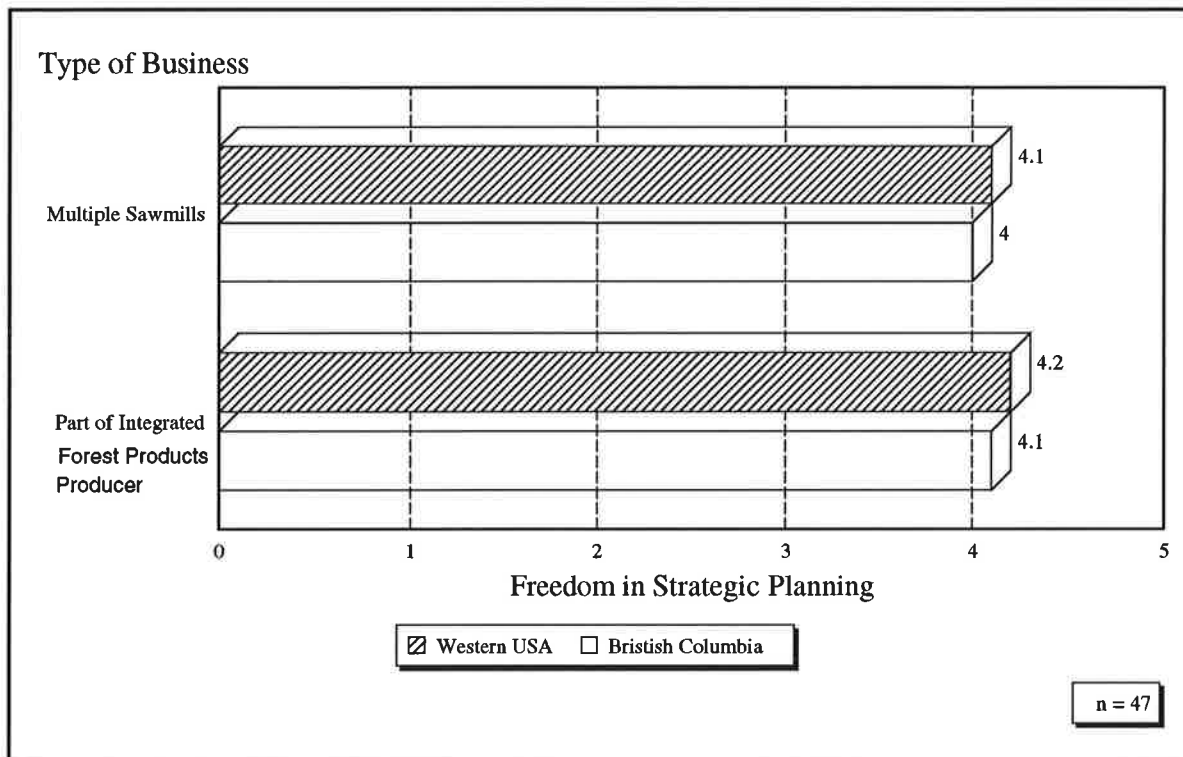 Type of Business
4.1
Multiple Sawmills
4
4.2
Part of Integrated
4.1
Forest Products
Producer
0 1 2 3 4 5
Freedom in Strategic Planning
Western USA Bristish Columbia
n = 47